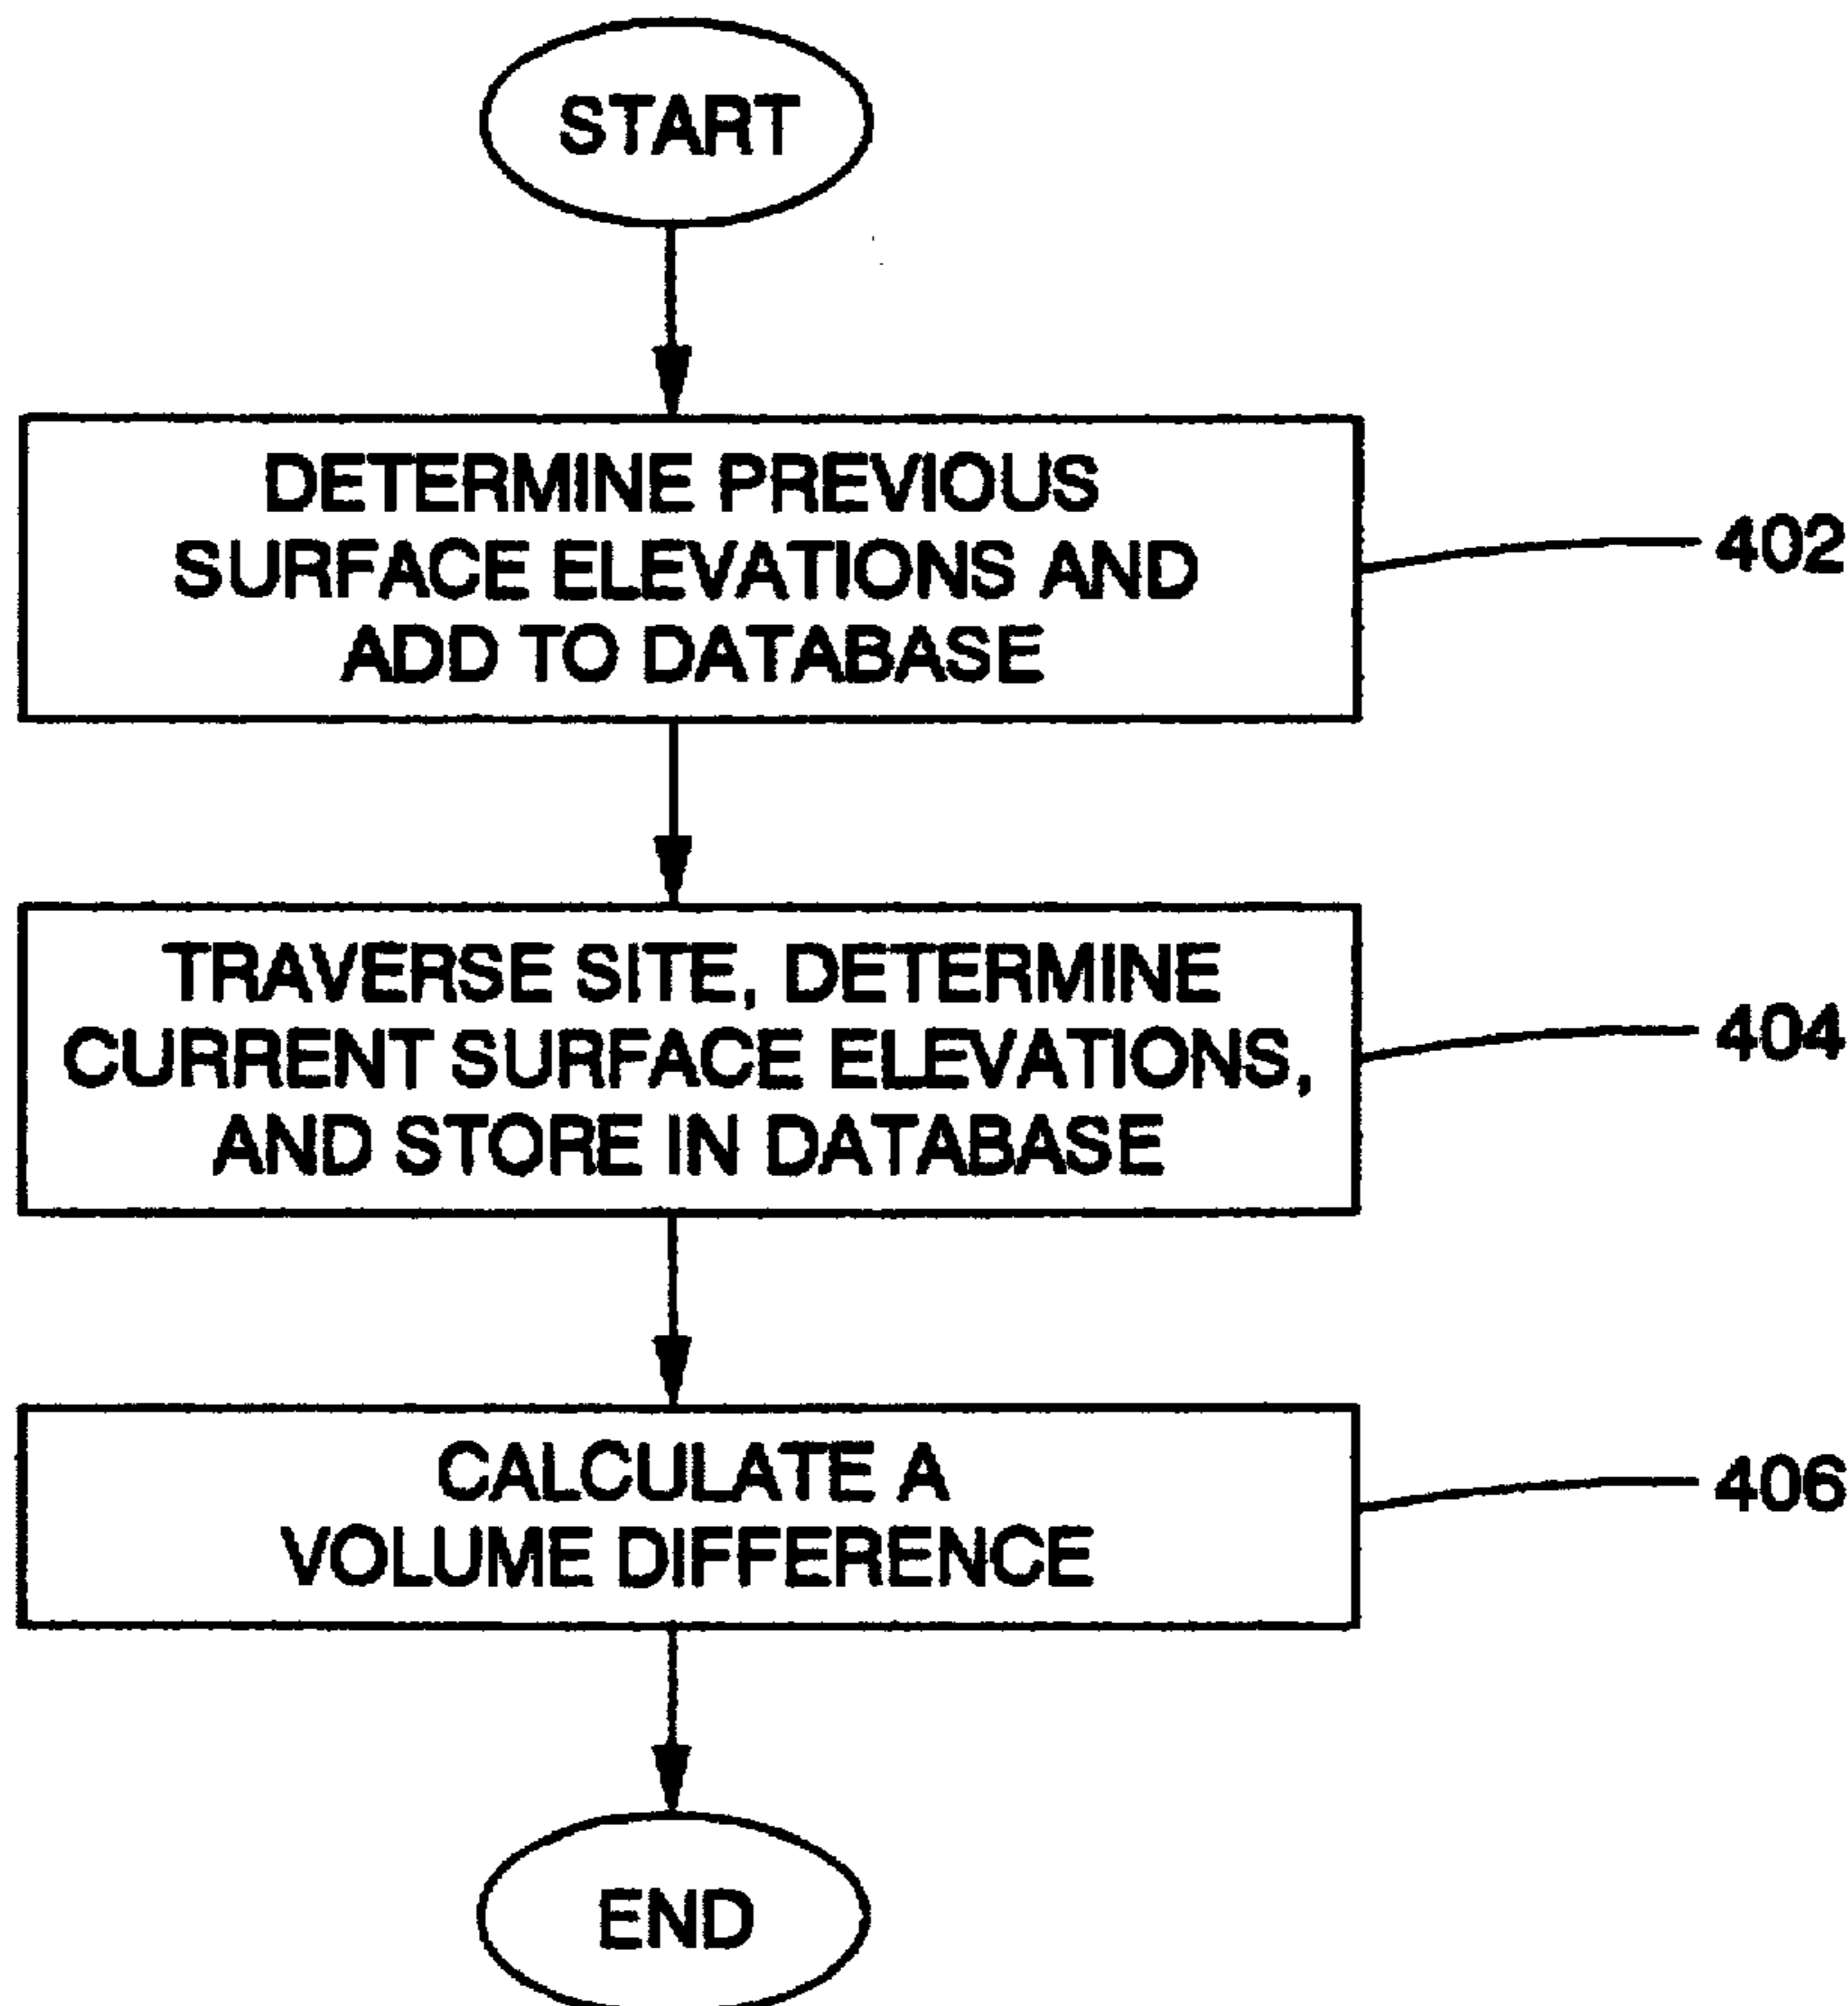 START
DETERMINE PREVIOUS
SURFACE ELEVATIONS AND
ADD TO DATABASE
402
TRAVERSE SITE, DETERMINE
CURRENT SURFACE ELEVATIONS,
AND STORE IN DATABASE
404
CALCULATE A
VOLUME DIFFERENCE
406
END